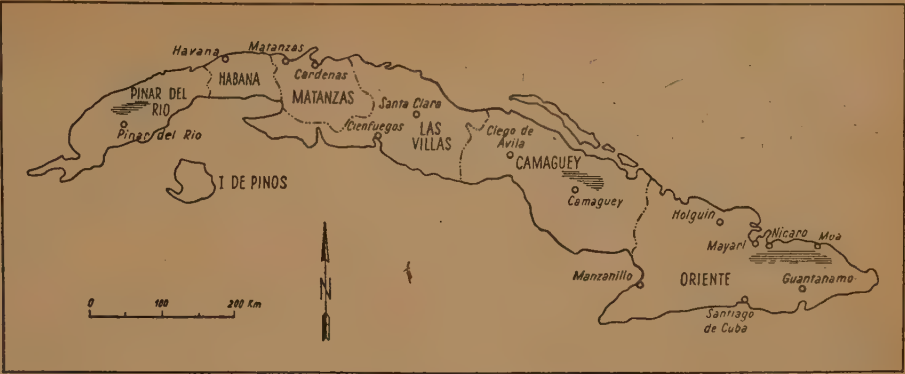 Havana
Matanzas
Cardenas
PINAR DEL
RIO
HABANA
MATANZAS
Pinar del Rio
Santa Clara
Cienfuegos
LAS
VILLAS
Ciego de
Avila
CAMAGUEY
Camaguey
I DE PINOS
Holguin
Mayari
Nicaro
Mua
Manzanillo
ORIENTE
Guantanamo
Santiago
de Cuba
N
0 100 200 Km